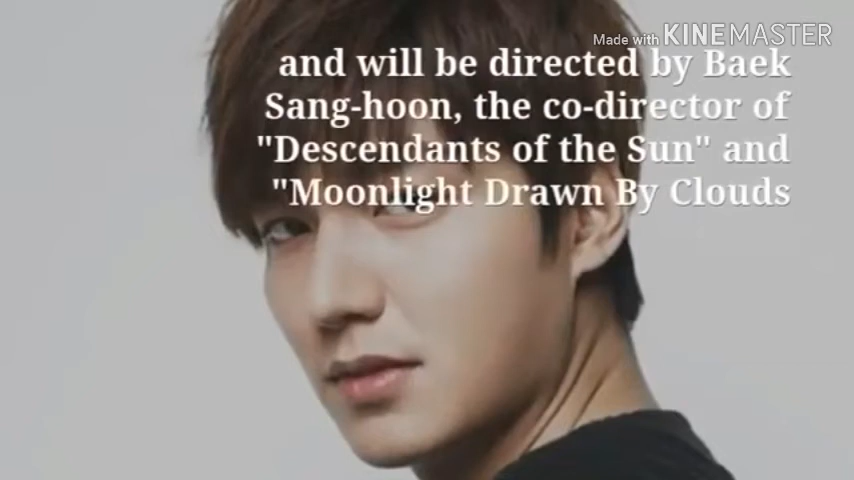 Made with KINEMASTER
and will be directed by Baek
Sang-hoon, the co-director of
"Descendants of the Sun" and
"Moonlight Drawn By Clouds